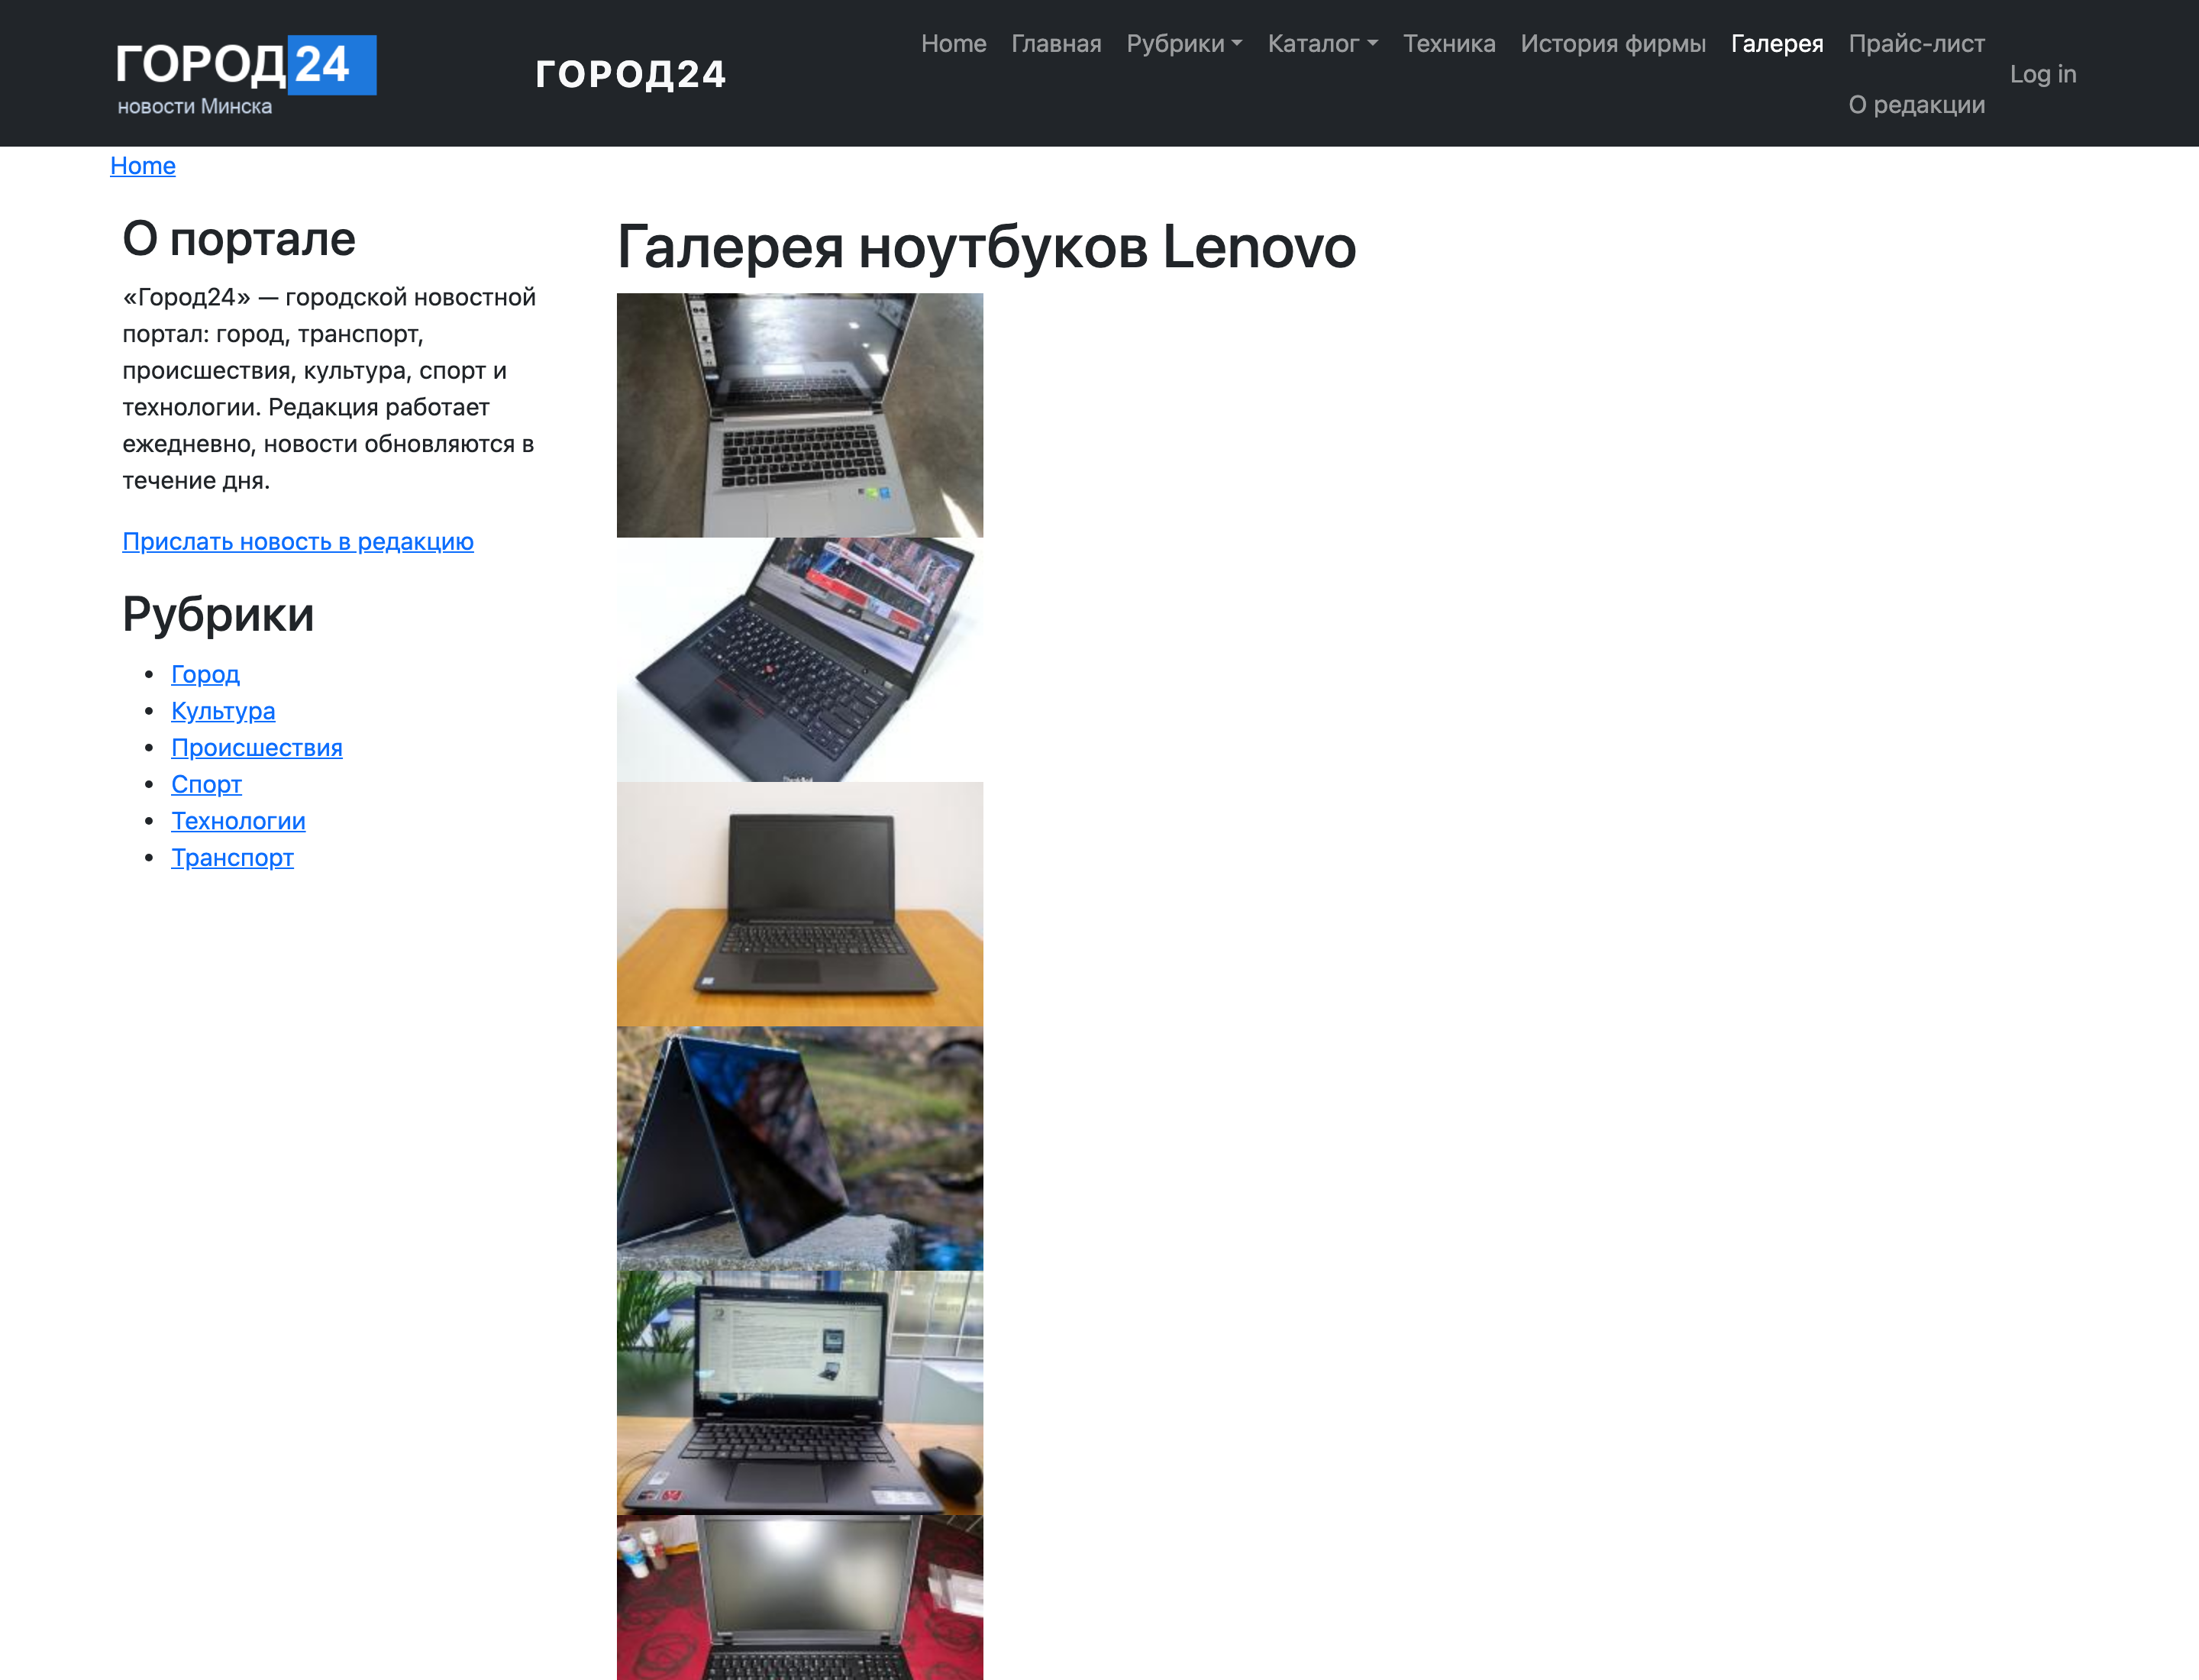 ГОРОД24
новости Минска
ГОРОД24
Home Главная Рубрики Каталог Техника История фирмы Галерея Прайс-лист
О редакции
Log in
Home
О портале
«Город24» — городской новостной
портал: город, транспорт,
происшествия, культура, спорт и
технологии. Редакция работает
ежедневно, новости обновляются в
течение дня.
Прислать новость в редакцию
Рубрики
Город
Культура
Происшествия
Спорт
Технологии
Транспорт
Галерея ноутбуков Lenovo